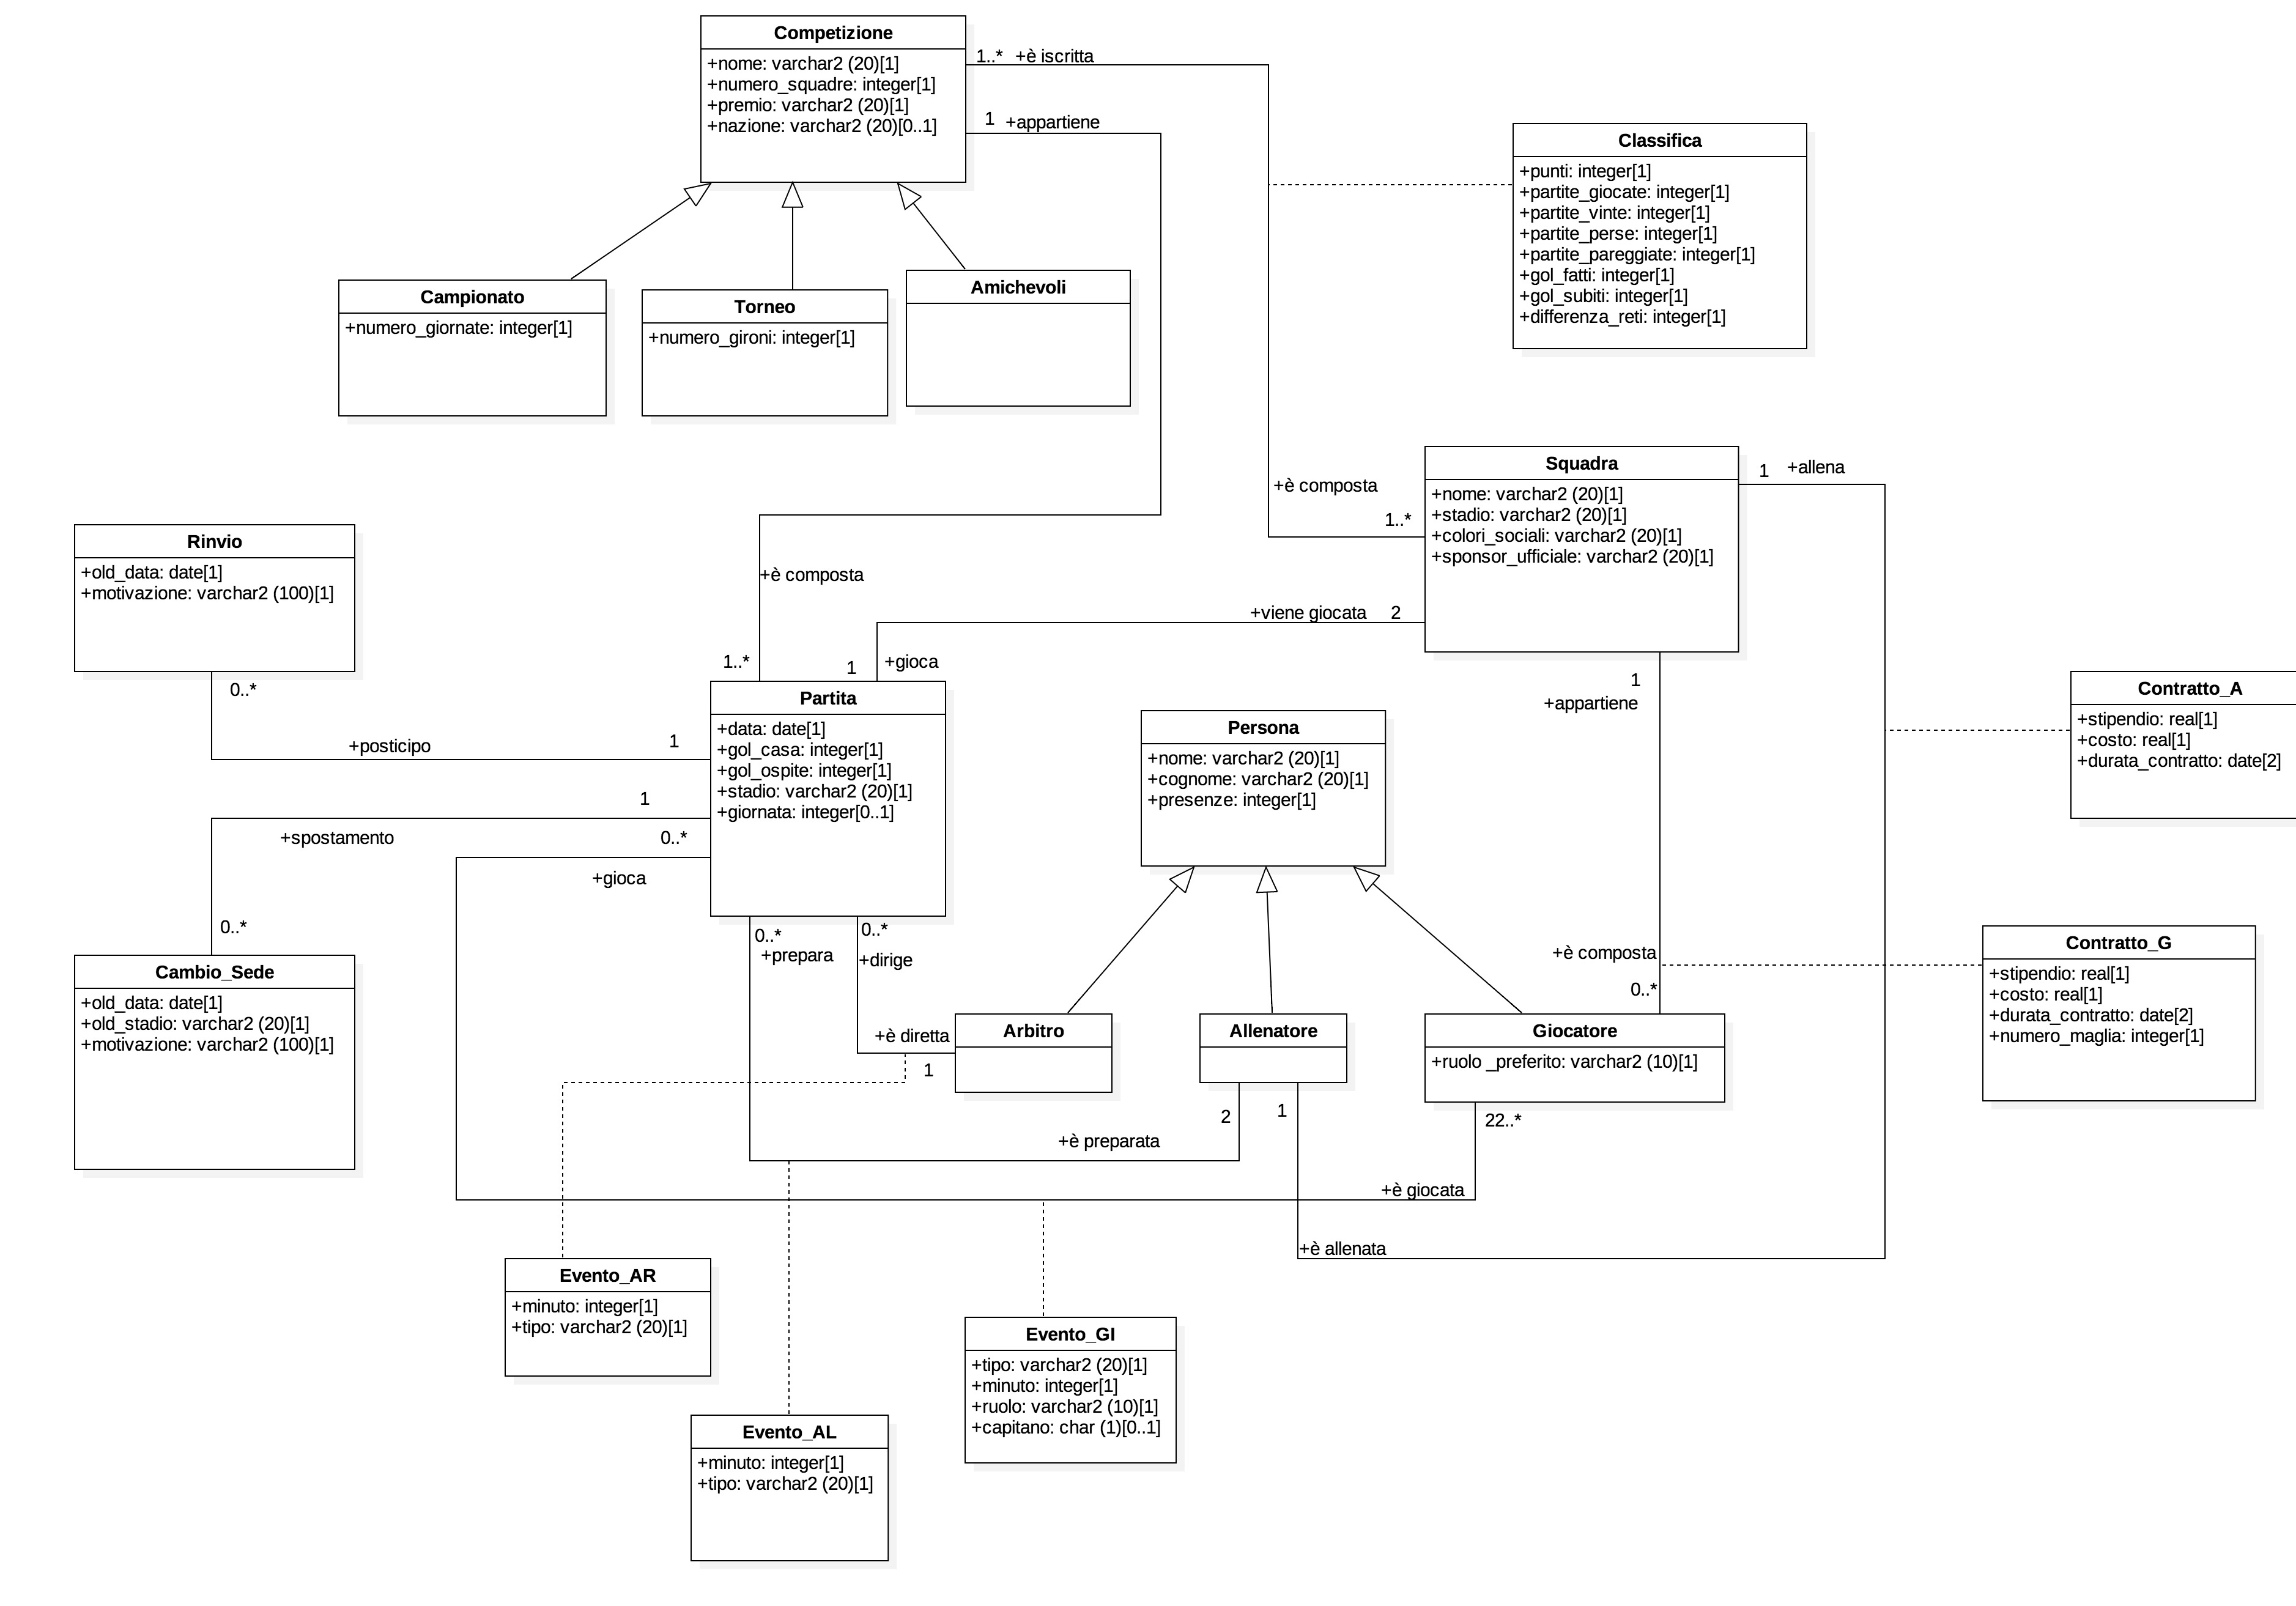 Competizione
+nome: varchar2 (20)[1]
+numero_squadre: integer[1]
+premio: varchar2 (20)[1]
+nazione: varchar2 (20)[0..1]
1..* +è iscritta
1 +appartiene
Classifica
+punti: integer[1]
+partite_giocate: integer[1]
+partite_vinte: integer[1]
+partite_perse: integer[1]
+partite_pareggiate: integer[1]
+gol_fatti: integer[1]
+gol_subiti: integer[1]
+differenza_reti: integer[1]
Campionato
+numero_giornate: integer[1]
Torneo
+numero_gironi: integer[1]
Amichevoli
Squadra
+nome: varchar2 (20)[1]
+stadio: varchar2 (20)[1]
+colori_sociali: varchar2 (20)[1]
+sponsor_ufficiale: varchar2 (20)[1]
1 +allena
+è composta
1..*
Rinvio
+old_data: date[1]
+motivazione: varchar2 (100)[1]
0..*
+è composta
1..*
+viene giocata 2
1 +gioca
+posticipo 1
Partita
+data: date[1]
+gol_casa: integer[1]
+gol_ospite: integer[1]
+stadio: varchar2 (20)[1]
+giornata: integer[0..1]
1
+appartiene
Persona
+nome: varchar2 (20)[1]
+cognome: varchar2 (20)[1]
+presenze: integer[1]
Contratto_A
+stipendio: real[1]
+costo: real[1]
+durata_contratto: date[2]
1
+spostamento
0..*
+gioca
0..*
0..*
+prepara
0..*
+dirige
Cambio_Sede
+old_data: date[1]
+old_stadio: varchar2 (20)[1]
+motivazione: varchar2 (100)[1]
+è composta
0..*
Contratto_G
+stipendio: real[1]
+costo: real[1]
+durata_contratto: date[2]
+numero_maglia: integer[1]
+è diretta
1
Arbitro
Allenatore
Giocatore
+ruolo _preferito: varchar2 (10)[1]
2
1
22..*
+è preparata
+è giocata
+è allenata
Evento_AR
+minuto: integer[1]
+tipo: varchar2 (20)[1]
Evento_GI
+tipo: varchar2 (20)[1]
+minuto: integer[1]
+ruolo: varchar2 (10)[1]
+capitano: char (1)[0..1]
Evento_AL
+minuto: integer[1]
+tipo: varchar2 (20)[1]